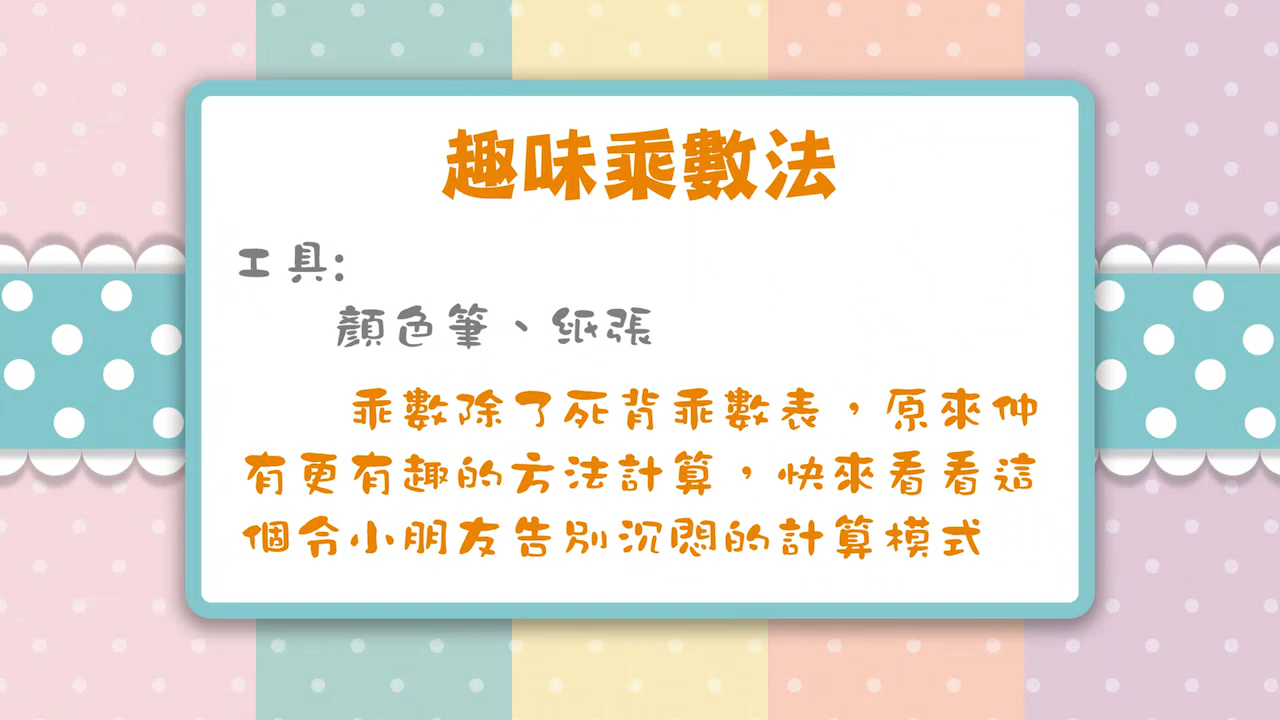 趣味乘數法
工具:
顏色筆、紙張
乘數除了死背乘數表，原來仲
有更有趣的方法計算，快來看看這
個令小朋友告別沉悶的計算模式